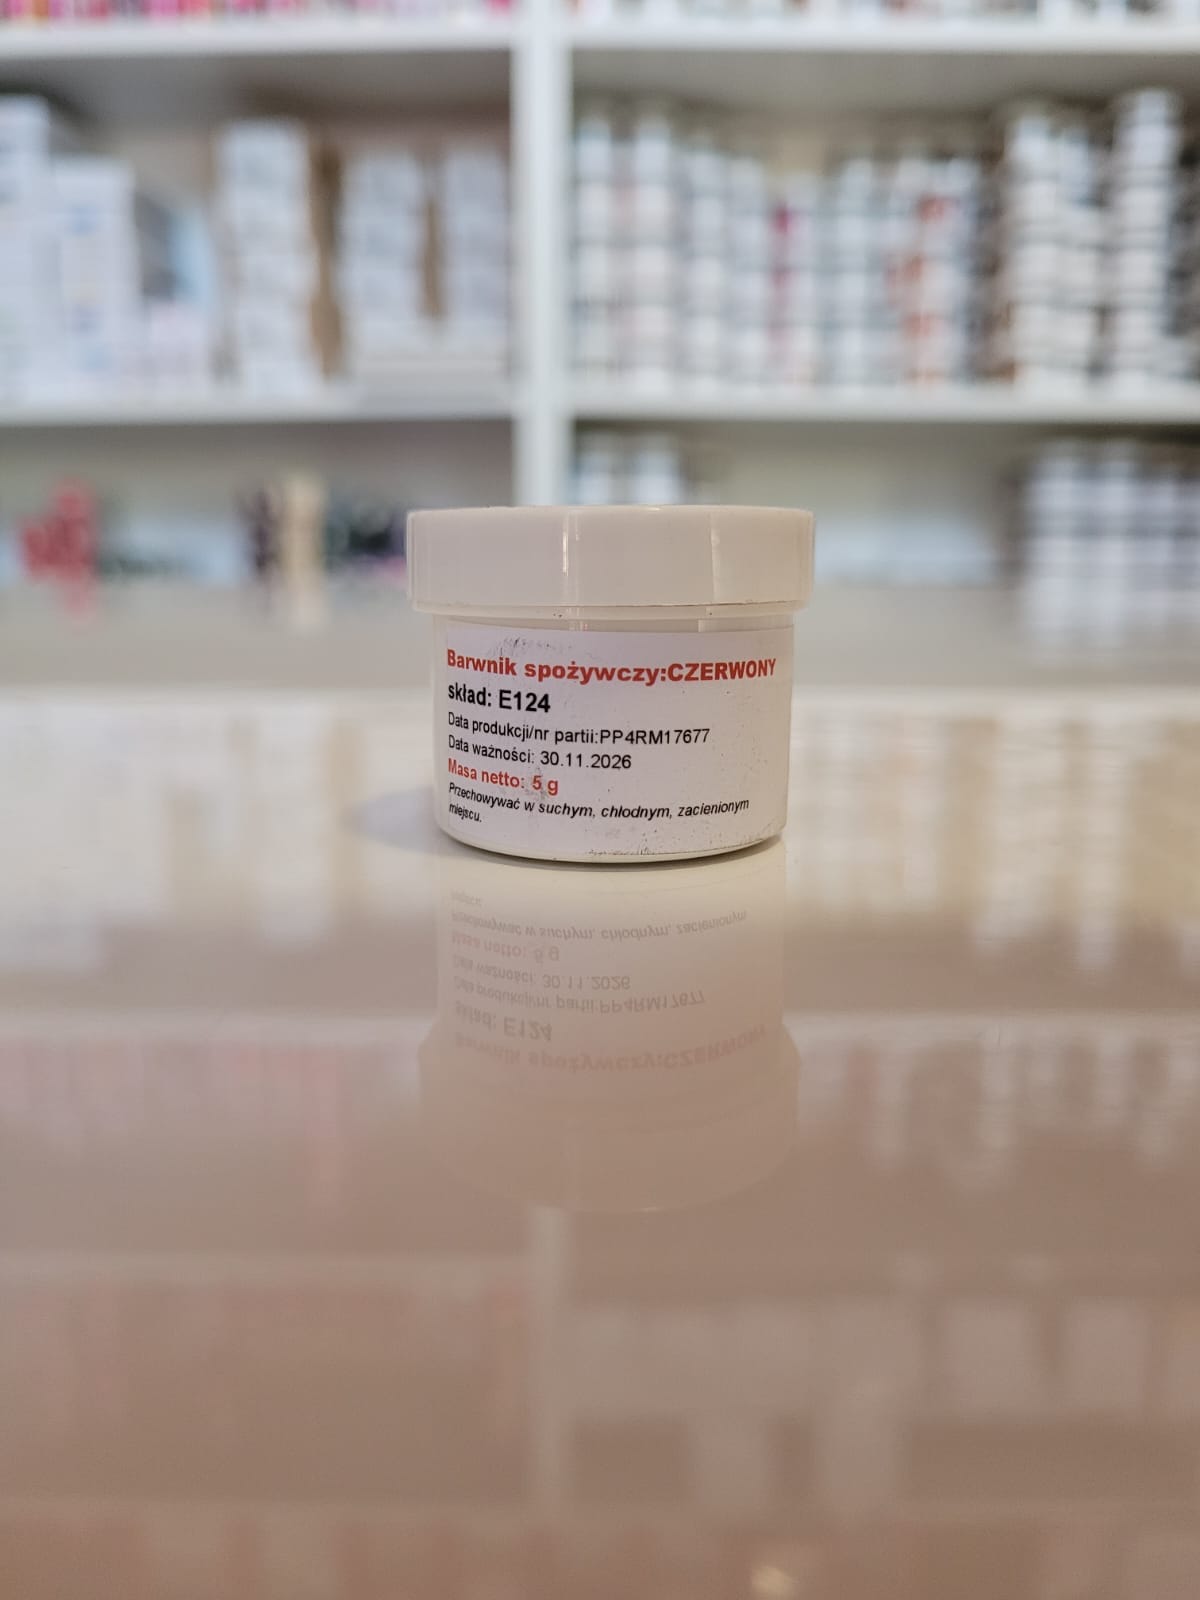 Barwnik spożywczy:CZERWONY
skład: E124
Data produkcji/nr partii:PP4RM17677
Data ważności: 30.11.2026
Masa netto: 5 g
Przechowywać w suchym, chłodnym, zacienionym
miejscu.